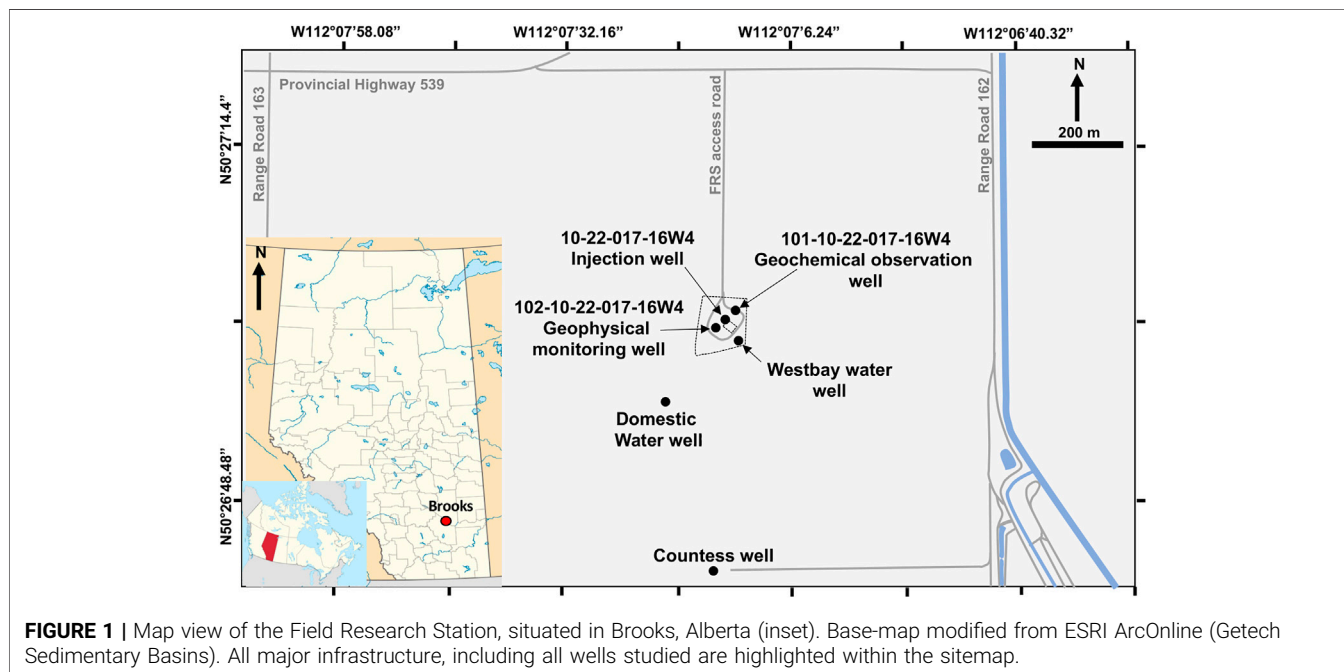 W112°07'58.08”
W112°07'32.16”
W112°07'6.24”
W112°06'40.32”
Provincial Highway 539
Range Road 163
FRS access road
Range Road 162
N
200 m
N50°27’14.4”
N50°26’48.48”
10-22-017-16W4
Injection well
101-10-22-017-16W4
Geochemical observation
well
102-10-22-017-16W4
Geophysical
monitoring well
Westbay water
well
Domestic
Water well
Countess well
N
Brooks
FIGURE 1 | Map view of the Field Research Station, situated in Brooks, Alberta (inset). Base-map modified from ESRI ArcOnline (Getech
Sedimentary Basins). All major infrastructure, including all wells studied are highlighted within the sitemap.